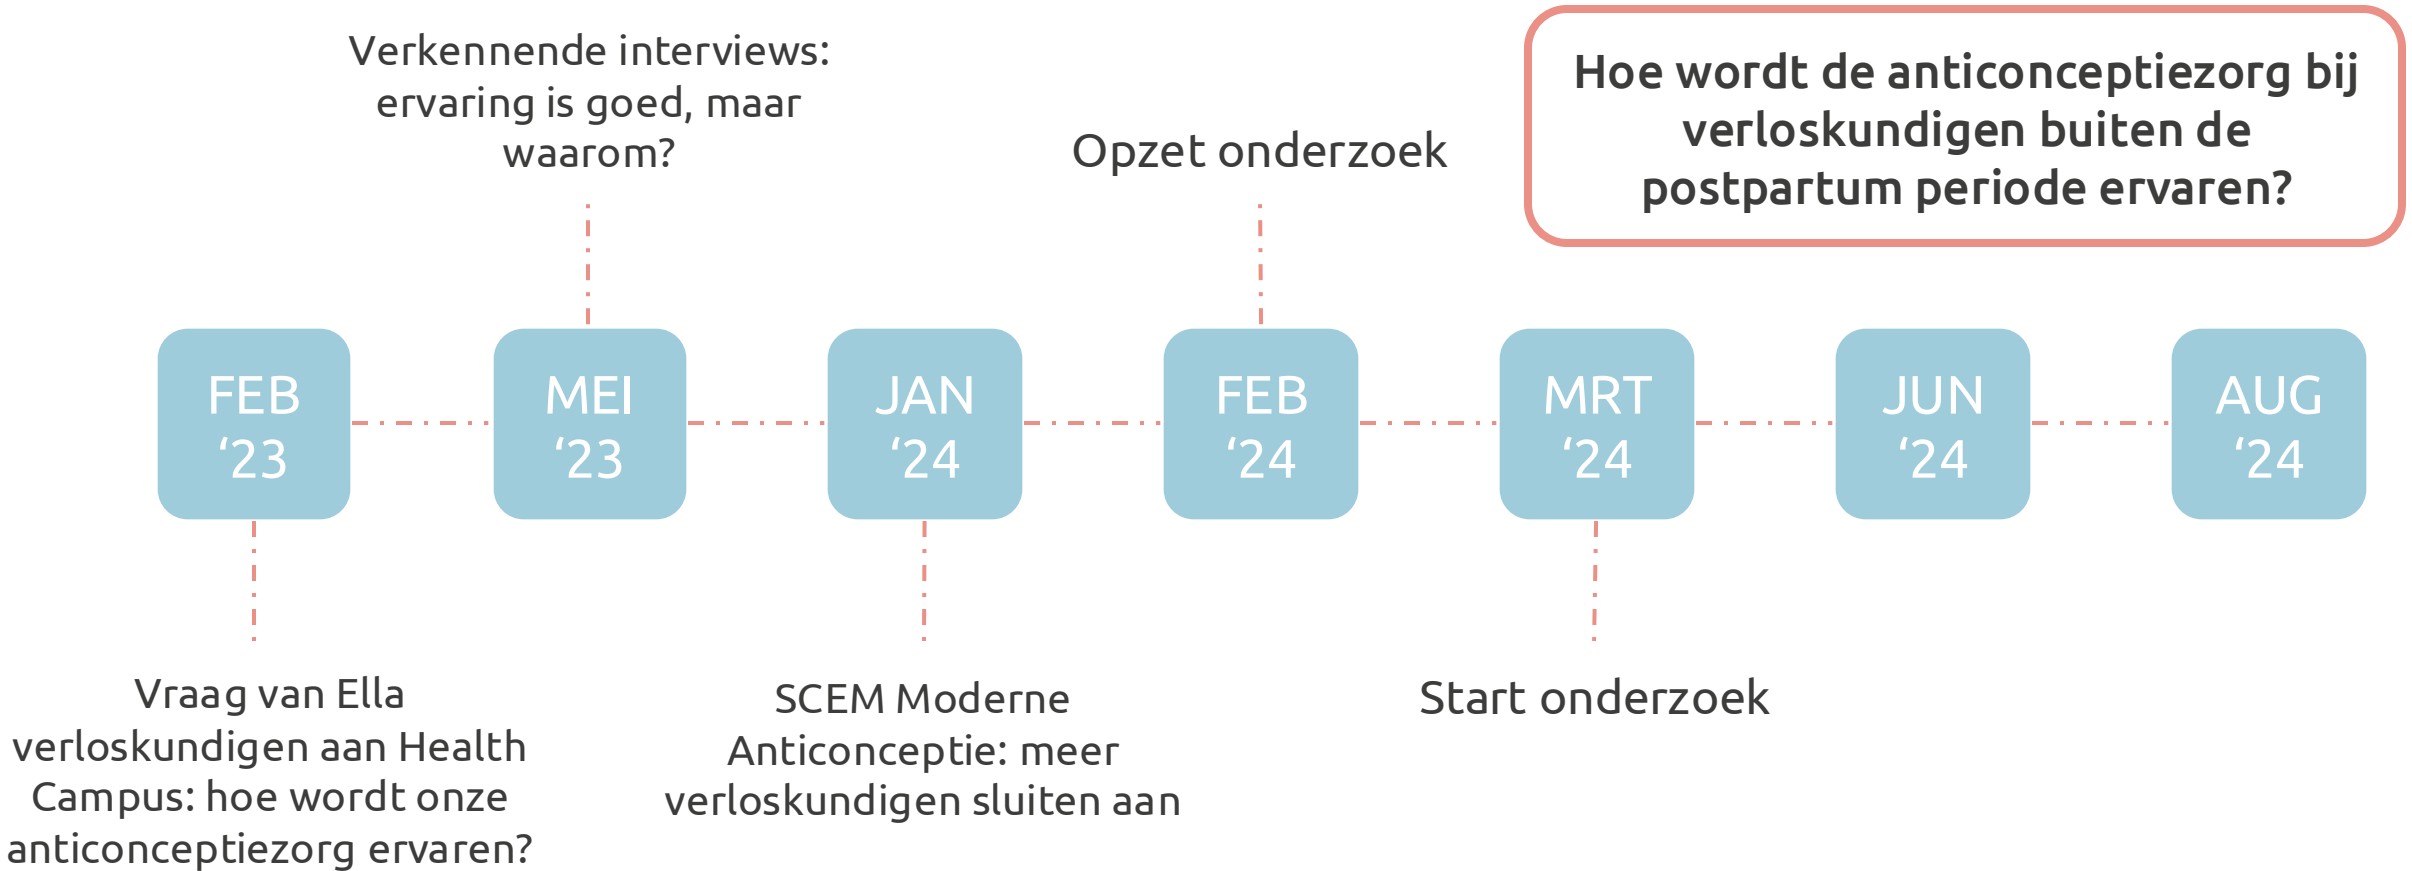 Verkennende interviews:
ervaring is goed, maar
waarom?
Opzet onderzoek
Hoe wordt de anticonceptiezorg bij
verloskundigen buiten de
postpartum periode ervaren?
FEB
‘23
MEI
‘23
JAN
‘24
FEB
‘24
MRT
‘24
JUN
‘24
AUG
‘24
Vraag van Ella
verloskundigen aan Health
Campus: hoe wordt onze
anticonceptiezorg ervaren?
SCEM Moderne
Anticonceptie: meer
verloskundigen sluiten aan
Start onderzoek